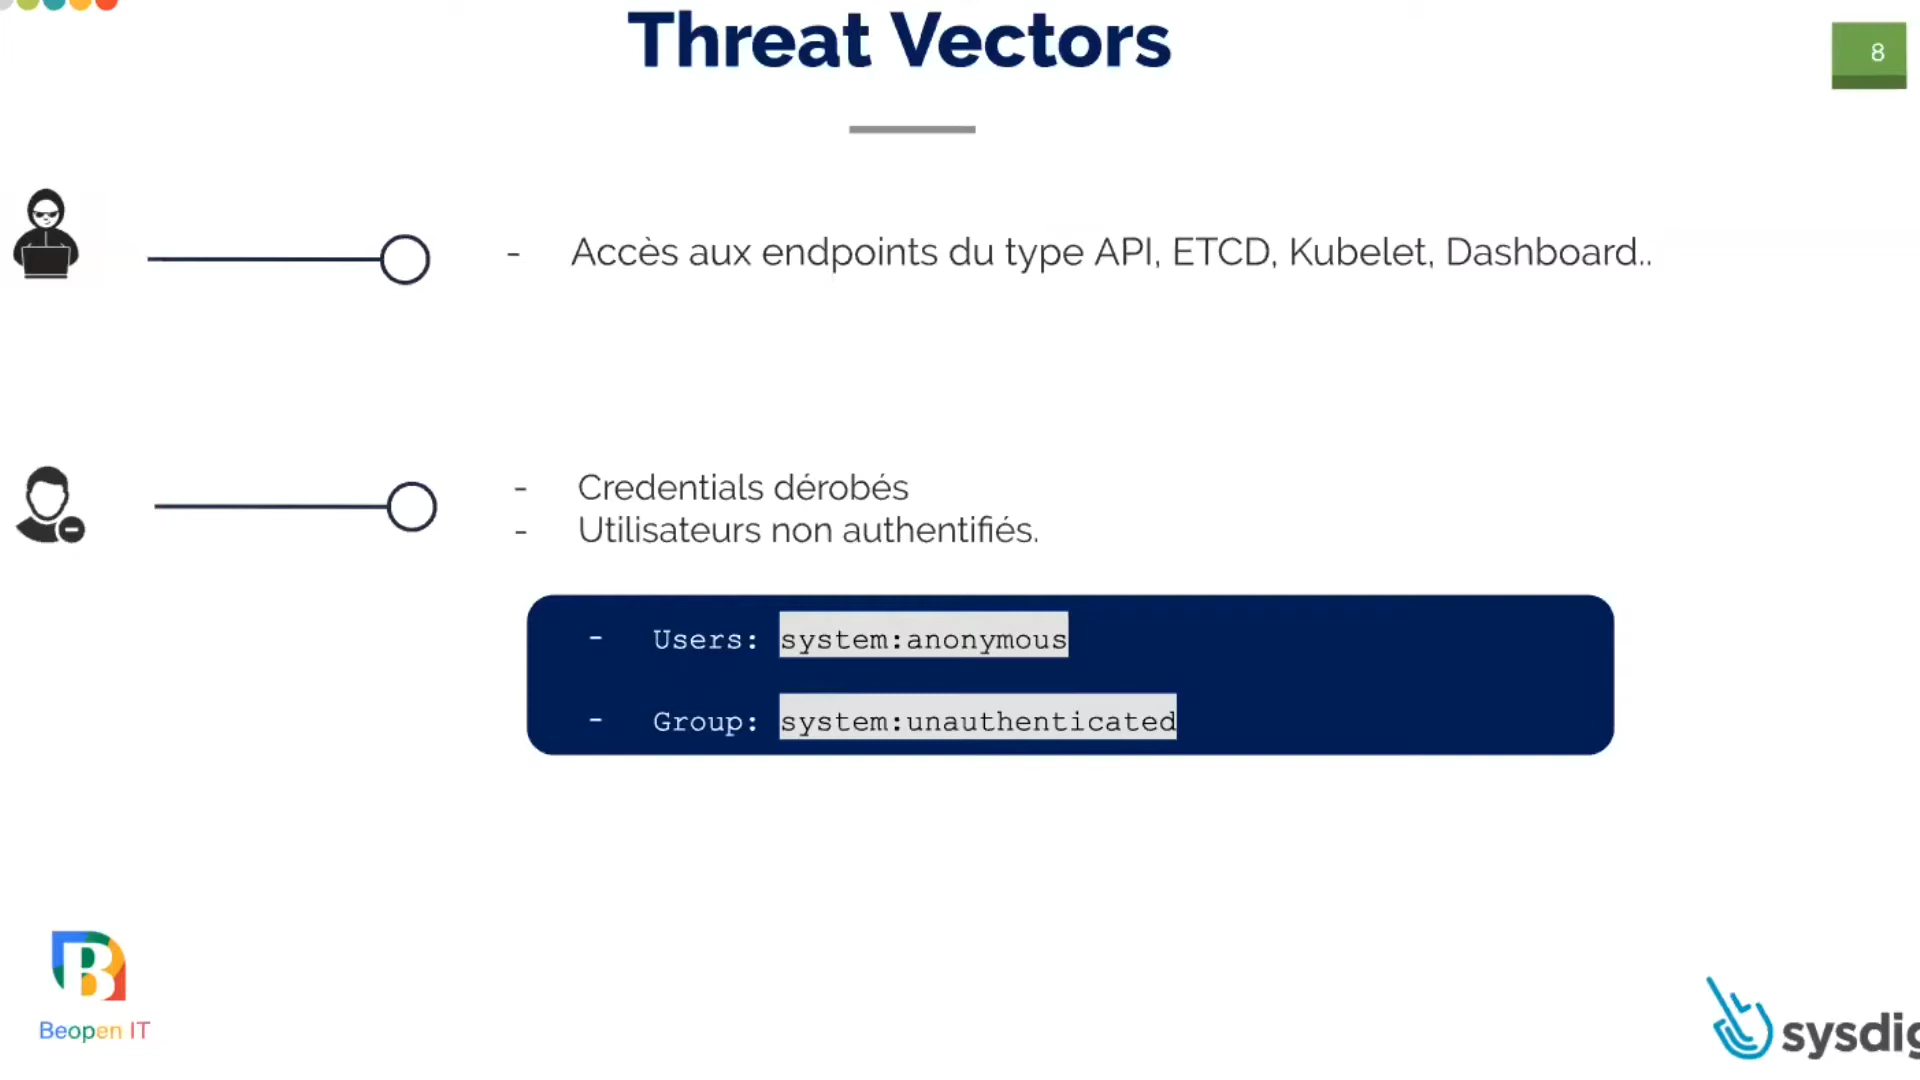 Threat Vectors
8
- Accès aux endpoints du type API, ETCD, Kubelet, Dashboard..
- Credentials dérobés
- Utilisateurs non authentifiés.
- Users: system:anonymous
- Group: system:unauthenticated
B
Beopen IT
sysdig